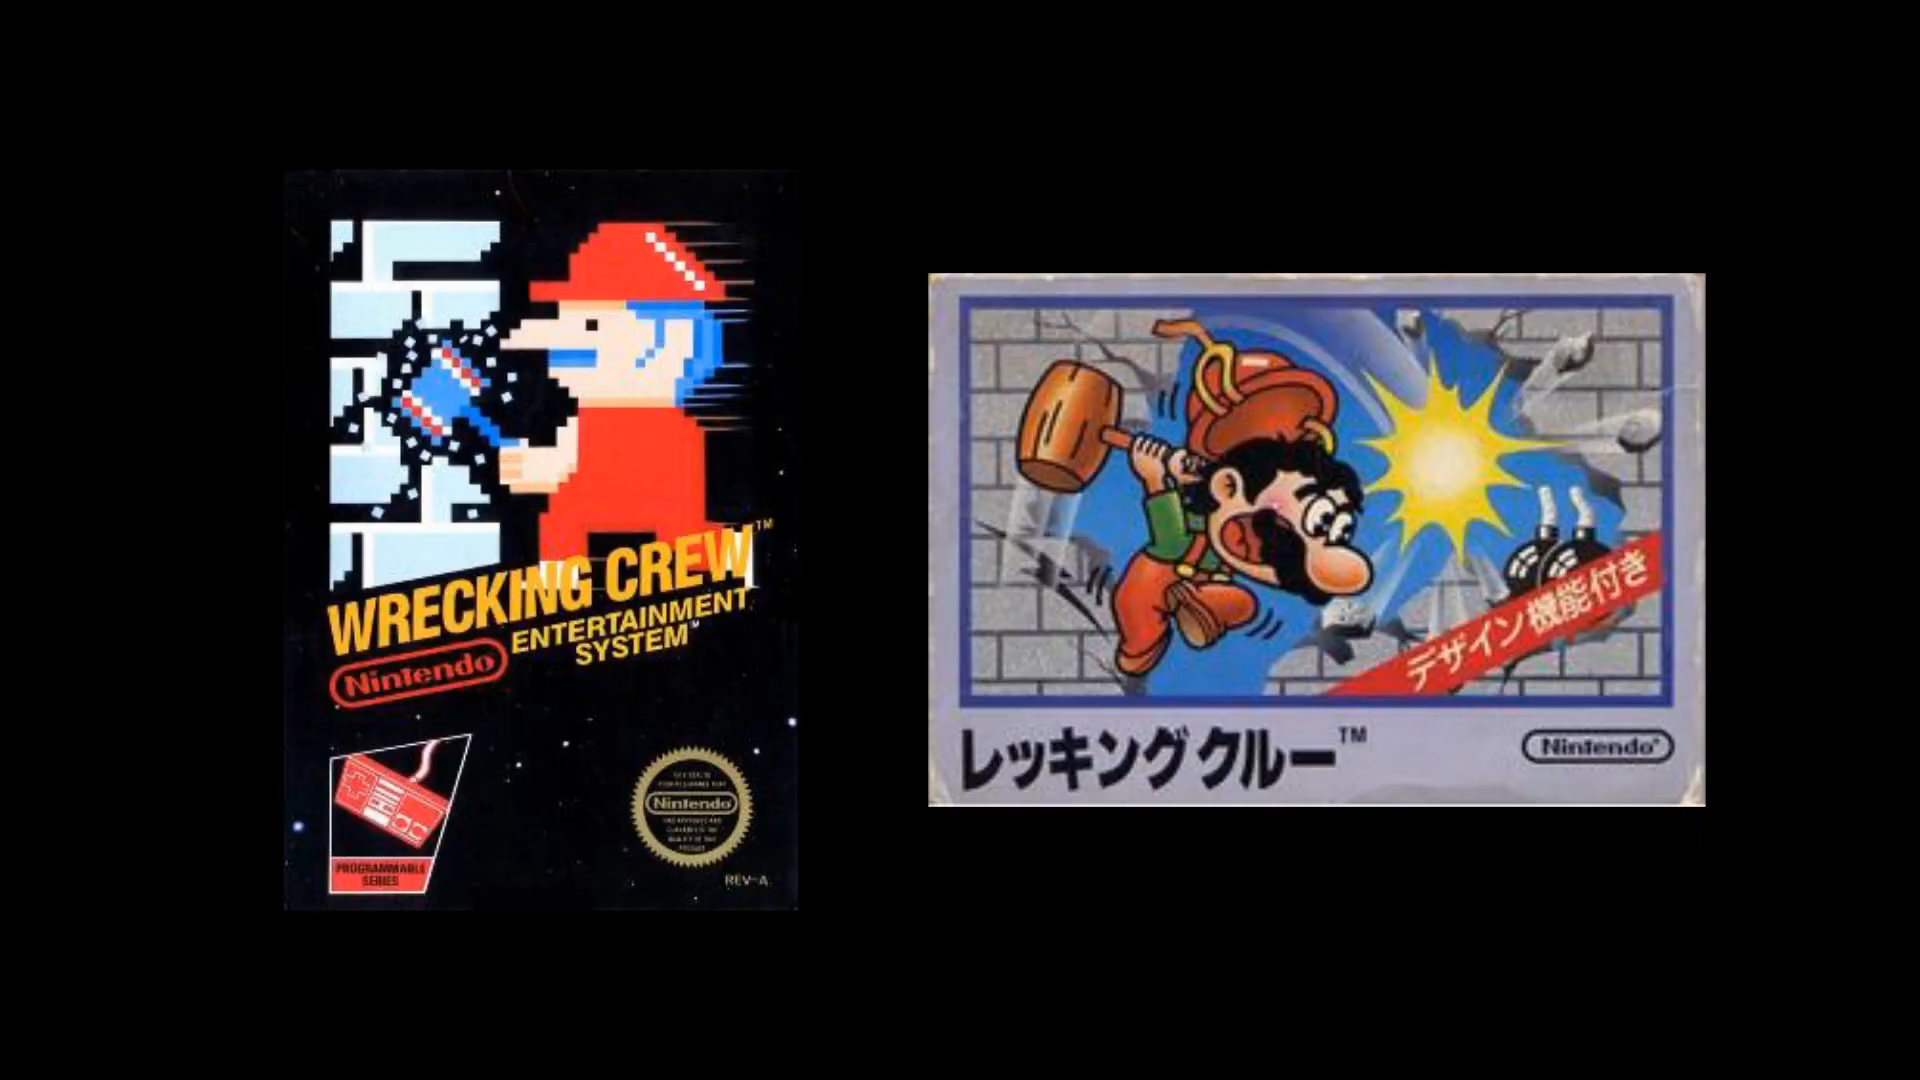 WRECKING CREW™
ENTERTAINMENT
SYSTEM™
Nintendo
PROGRAMMABLE
SERIES
Nintendo
REV-A
デザイン機能付き
レッキングクルー™
Nintendo®